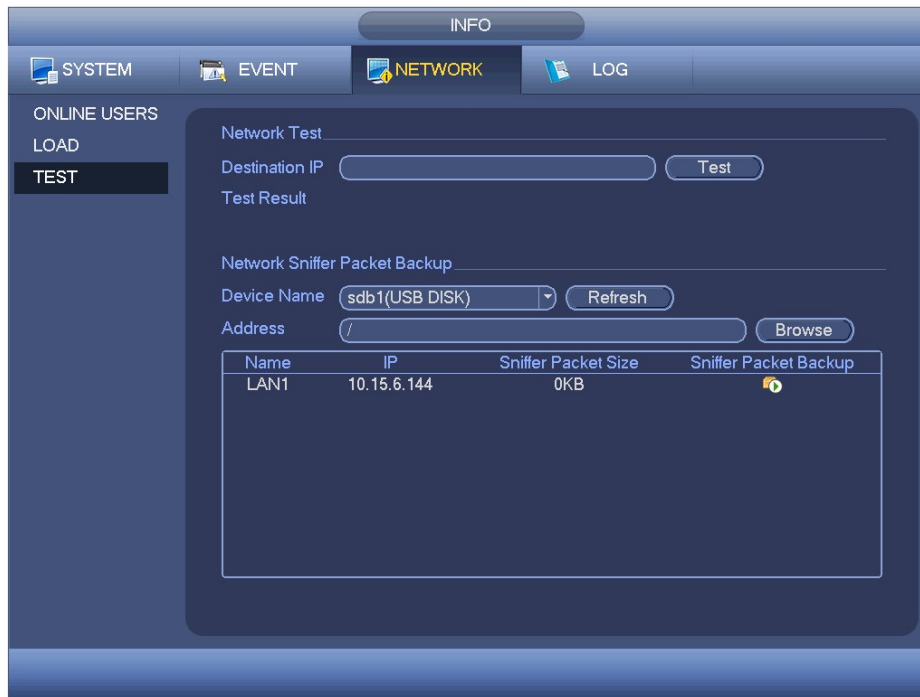 INFO
SYSTEM EVENT NETWORK LOG
ONLINE USERS
LOAD
TEST
Network Test
Destination IP Test
Test Result
Network Sniffer Packet Backup
Device Name sdb1(USB DISK) Refresh
Address / Browse
Name IP Sniffer Packet Size Sniffer Packet Backup
LAN1 10.15.6.144 0KB